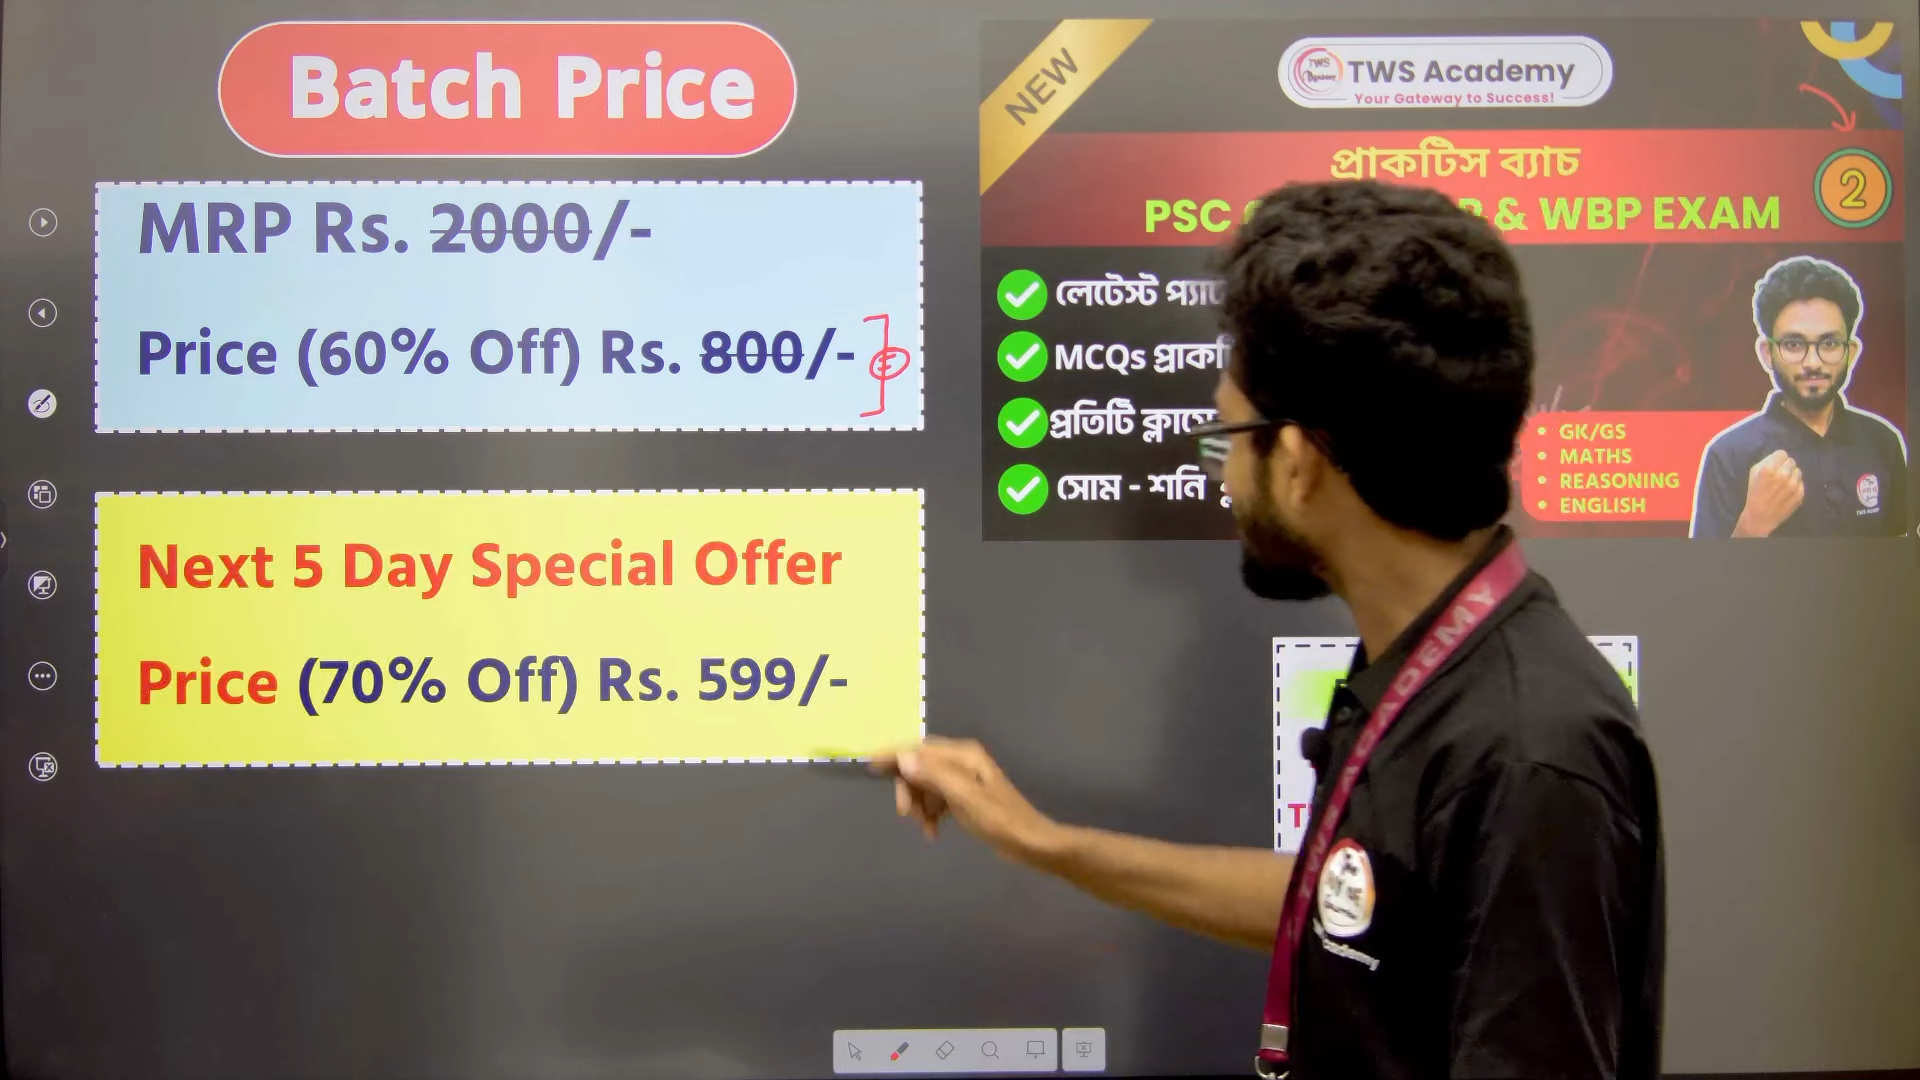 Batch Price
MRP Rs. 2000/-
Price (60% Off) Rs. 800/-
Next 5 Day Special Offer
Price (70% Off) Rs. 599/-
NEW
TWS Academy
Your Gateway to Success!
প্রাকটিস ব্যাচ
2
PSC & WBP EXAM
লেটেস্ট
MCQs
প্রতিটি
সোম - শনি
GK/GS
MATHS
REASONING
ENGLISH
ACADEMY